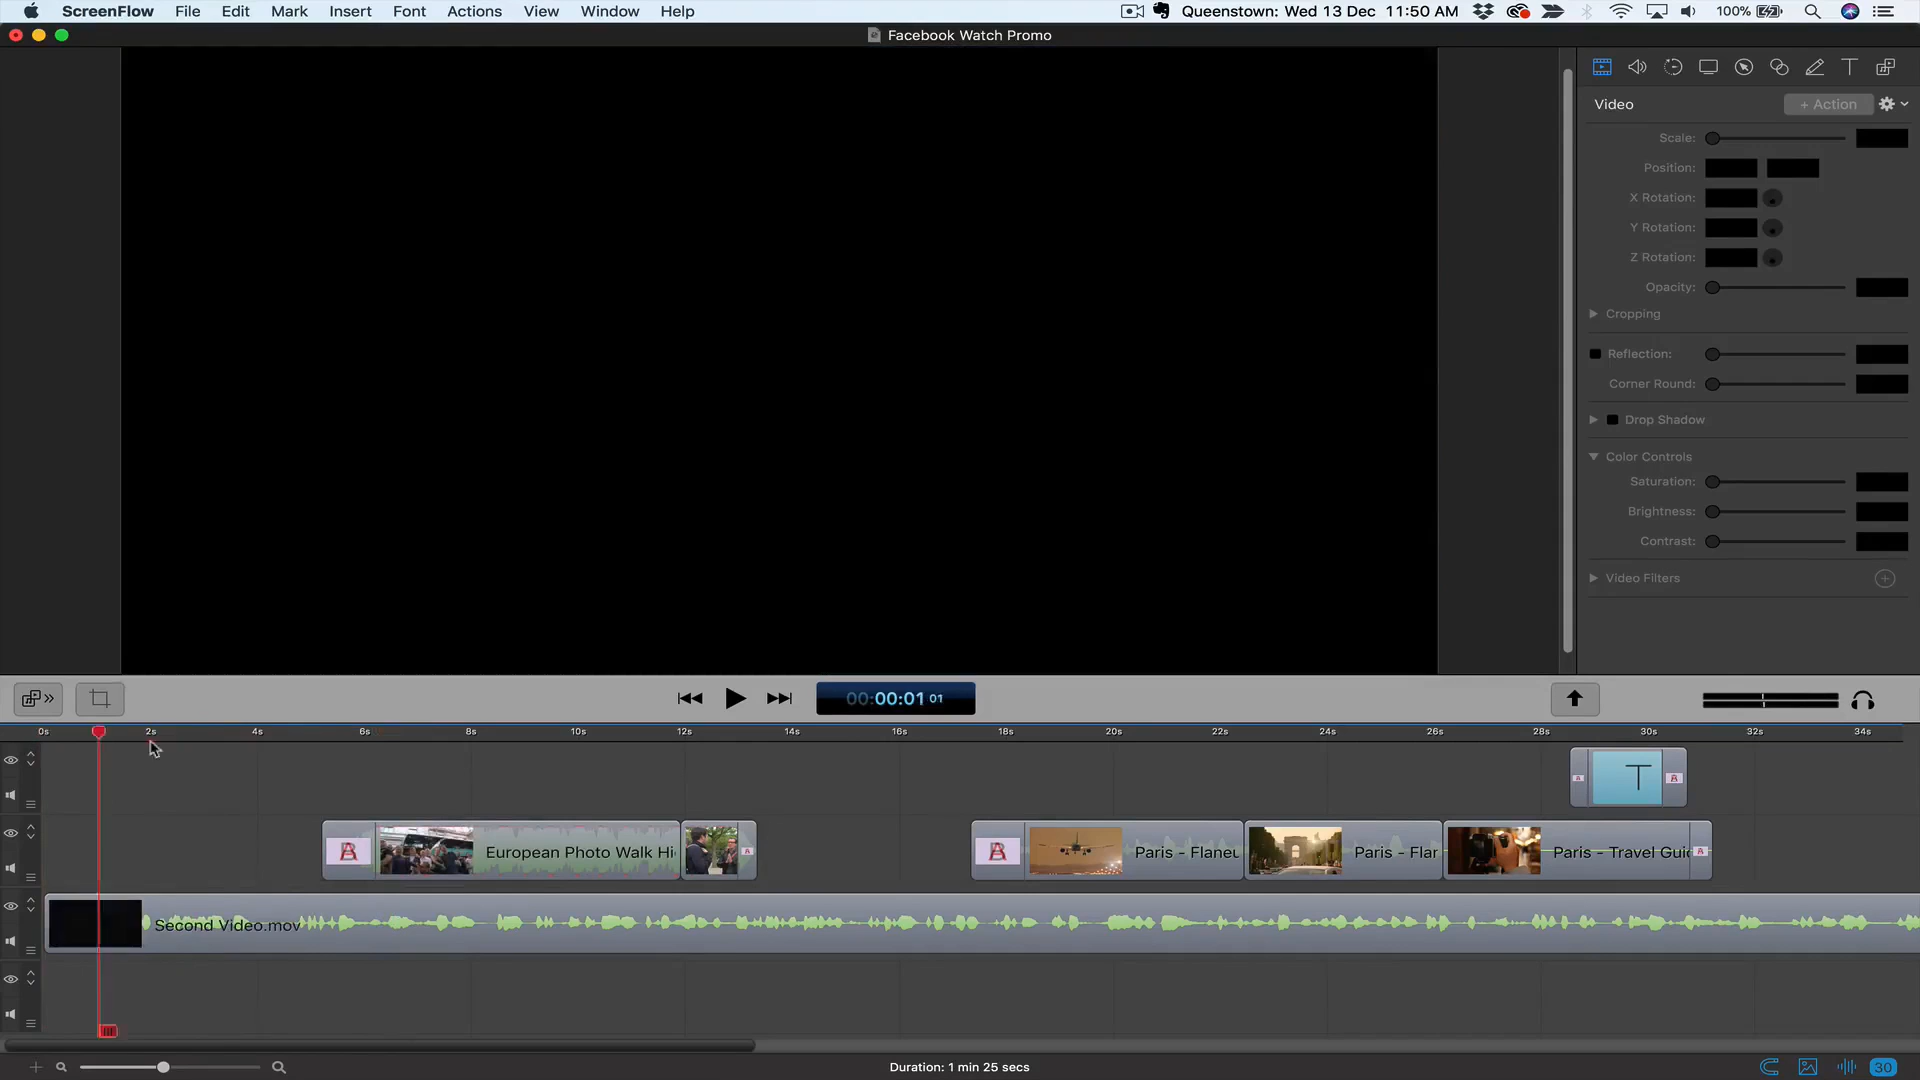 ScreenFlow File Edit Mark Insert Font Actions View Window Help Queenstown: Wed 13 Dec 11:50 AM 100%
Facebook Watch Promo
Video + Action
Scale:
Position:
X Rotation:
Y Rotation:
Z Rotation:
Opacity:
Cropping
Reflection:
Corner Round:
Drop Shadow
Color Controls
Saturation:
Brightness:
Contrast:
Video Filters
00:00:01 01
0s 2s 4s 6s 8s 10s 12s 14s 16s 18s 20s 22s 24s 26s 28s 30s 32s 34s
T
European Photo Walk Hi Paris - Flaneu Paris - Flar Paris - Travel Guid
Second Video.mov
Duration: 1 min 25 secs 30